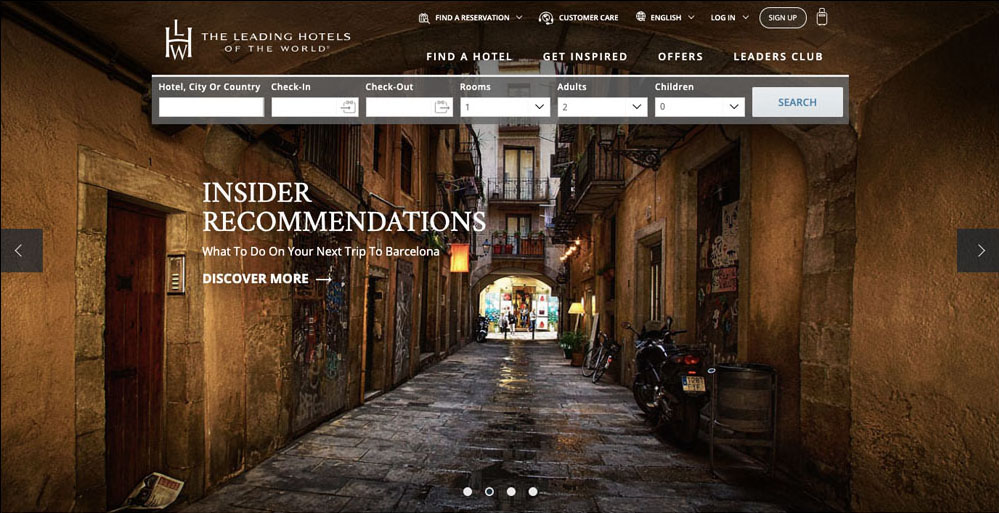 FIND A RESERVATION
CUSTOMER CARE
ENGLISH
LOG IN
SIGN UP
LHW
THE LEADING HOTELS
OF THE WORLD®
FIND A HOTEL
GET INSPIRED
OFFERS
LEADERS CLUB
Hotel, City Or Country
Check-In
Check-Out
Rooms
Adults
Children
1
2
0
SEARCH
INSIDER
RECOMMENDATIONS
What To Do On Your Next Trip To Barcelona
DISCOVER MORE